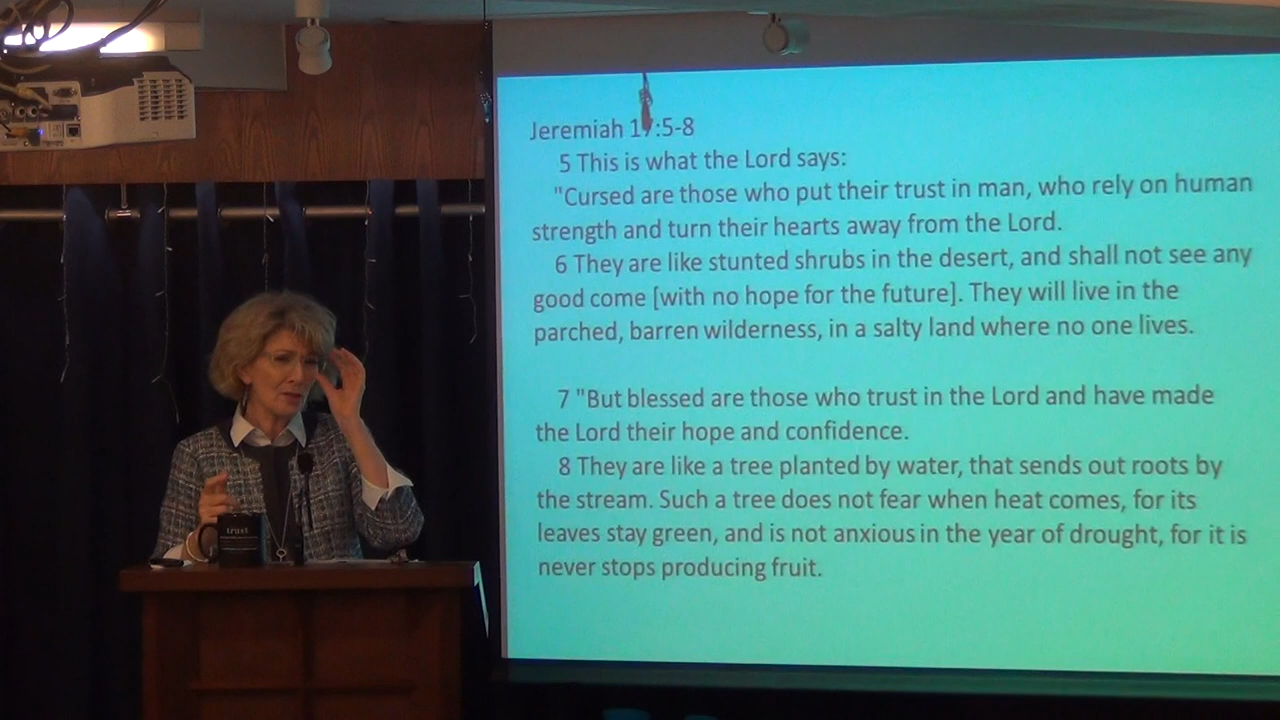 Jeremiah 17:5-8
5 This is what the Lord says:
"Cursed are those who put their trust in man, who rely on human
strength and turn their hearts away from the Lord.
6 They are like stunted shrubs in the desert, and shall not see any
good come [with no hope for the future]. They will live in the
parched, barren wilderness, in a salty land where no one lives.
7 "But blessed are those who trust in the Lord and have made
the Lord their hope and confidence.
8 They are like a tree planted by water, that sends out roots by
the stream. Such a tree does not fear when heat comes, for its
leaves stay green, and is not anxious in the year of drought, for it is
never stops producing fruit.
trust